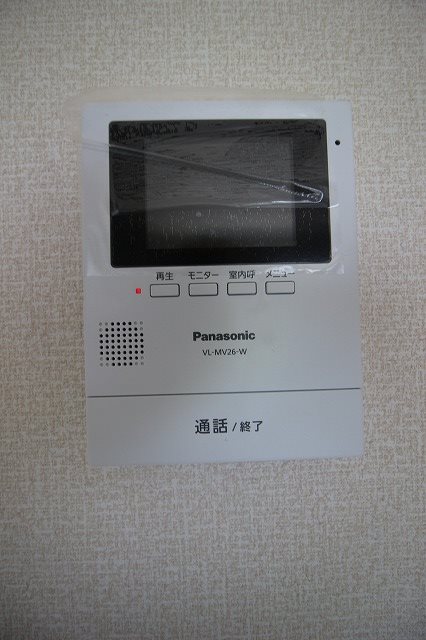 再生 モニター 室内呼 メニュー
Panasonic
VL-MV26-W
通話 / 終了